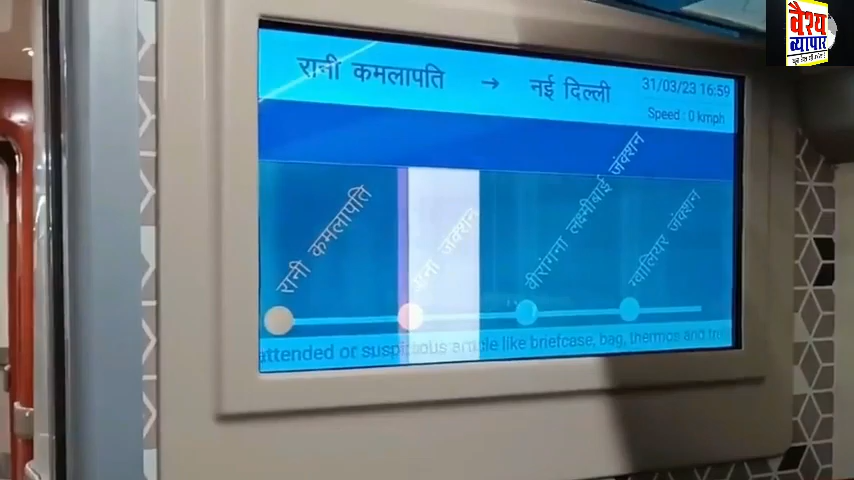 वैश्य
व्यापार
रानी कमलापति → नई दिल्ली
31/03/23 16:59
Speed : 0 kmph
रानी कमलापति
जंक्शन
वीरांगना लक्ष्मीबाई जंक्शन
ग्वालियर जंक्शन
attended or suspicious article like briefcase, bag, thermos and